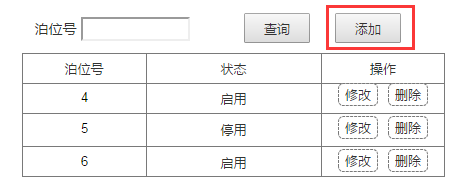 泊位号 查询 添加
泊位号 状态 操作
4 启用 修改 删除
5 停用 修改 删除
6 启用 修改 删除